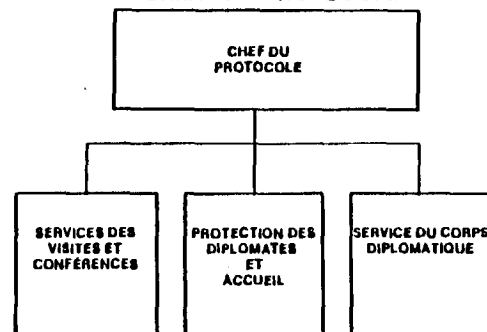 CHEF DU
PROTOCOLE
SERVICES DES
VISITES ET
CONFÉRENCES
PROTECTION DES
DIPLOMATES
ET
ACCUEIL
SERVICE DU CORPS
DIPLOMATIQUE